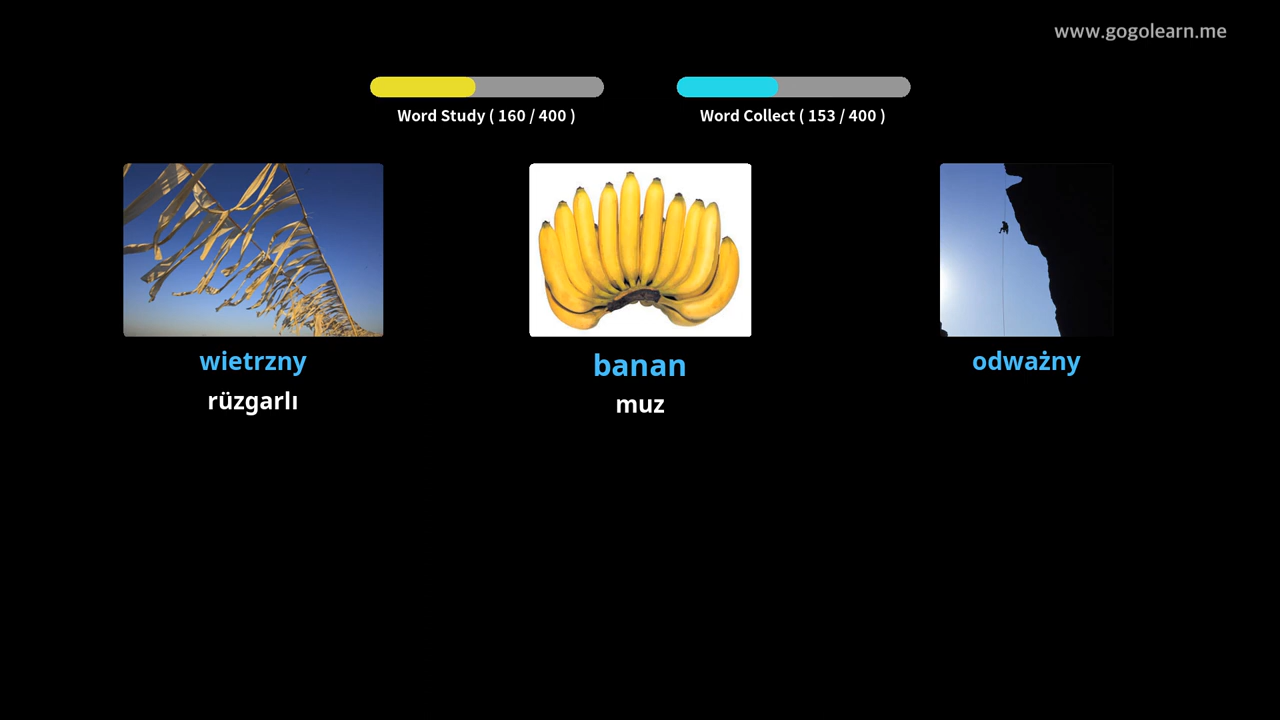 www.gogolearn.me
Word Study ( 160 / 400 )
Word Collect ( 153 / 400 )
wietrzny
rüzgarlı
banan
muz
odważny